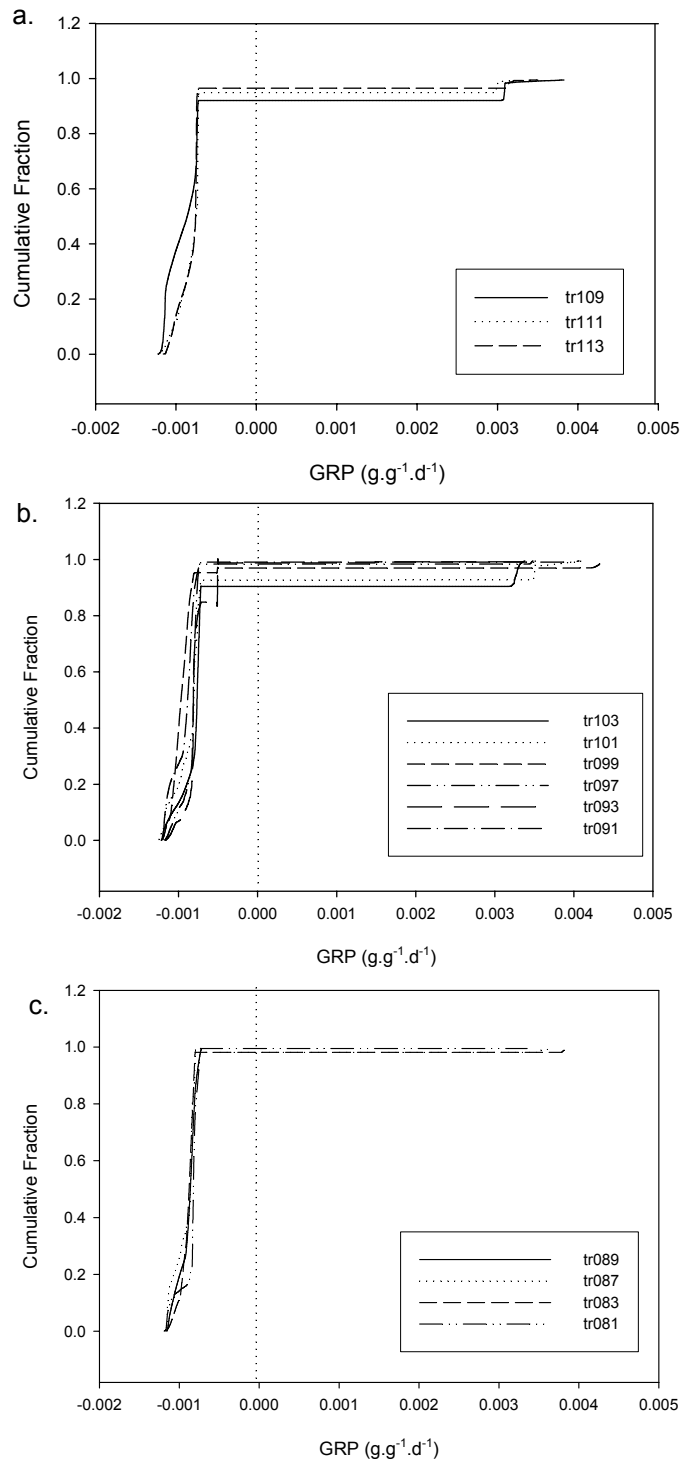 a.
1.2
1.0
0.8
0.6
0.4
0.2
0.0
Cumulative Fraction
tr109
tr111
tr113
-0.002 -0.001 0.000 0.001 0.002 0.003 0.004 0.005
GRP (g.g⁻¹.d⁻¹)
b.
1.2
1.0
0.8
0.6
0.4
0.2
0.0
Cumulative Fraction
tr103
tr101
tr099
tr097
tr093
tr091
-0.002 -0.001 0.000 0.001 0.002 0.003 0.004 0.005
GRP (g.g⁻¹.d⁻¹)
c.
1.2
1.0
0.8
0.6
0.4
0.2
0.0
Cumulative Fraction
tr089
tr087
tr083
tr081
-0.002 -0.001 0.000 0.001 0.002 0.003 0.004 0.005
GRP (g.g⁻¹.d⁻¹)